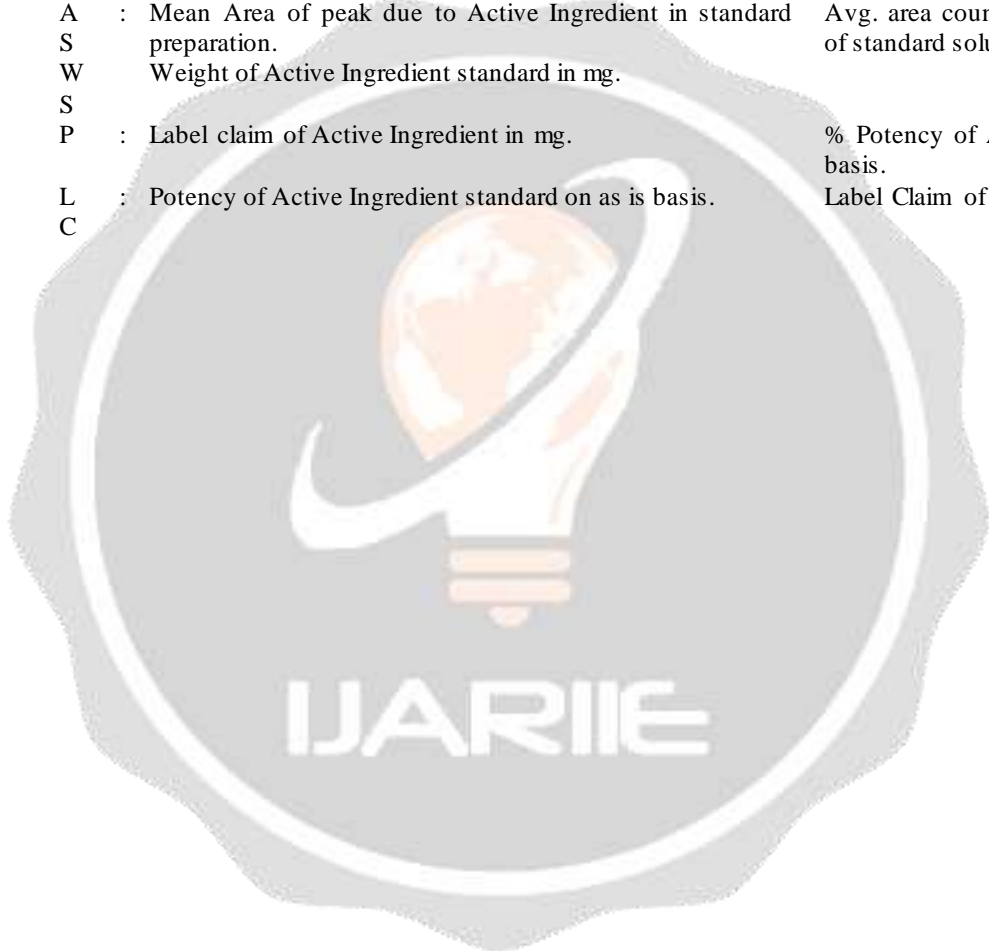 A : Mean Area of peak due to Active Ingredient in standard Avg. area
S preparation. of standard
W Weight of Active Ingredient standard in mg.
S
P : Label claim of Active Ingredient in mg. % Potency of
basis.
L : Potency of Active Ingredient standard on as is basis. Label Claim of
C
IJARIIE